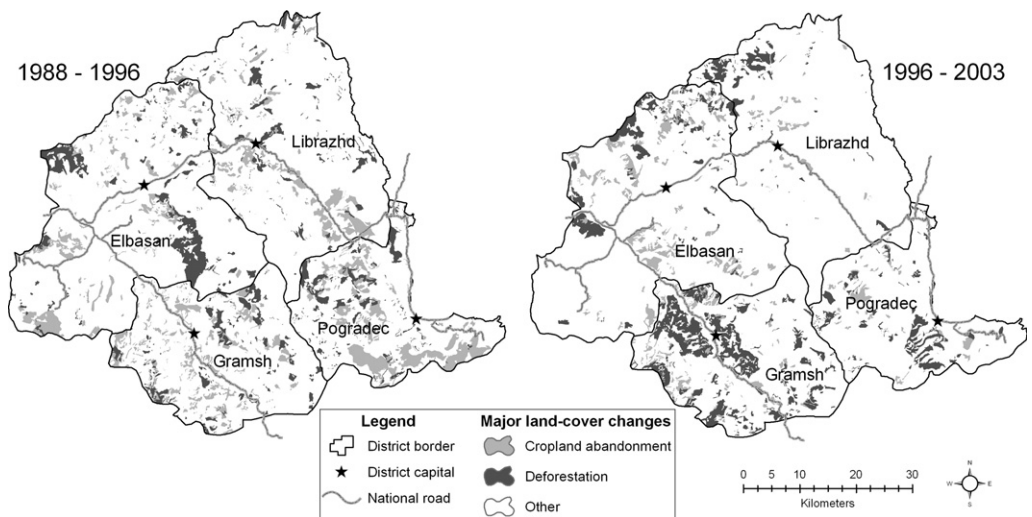 1988 - 1996
Librazhd
Elbasan
Pogradec
Gramsh
1996 - 2003
Librazhd
Elbasan
Pogradec
Gramsh
Legend
District border
District capital
National road
Major land-cover changes
Cropland abandonment
Deforestation
Other
0 5 10 20 30
Kilometers
N
W E
S